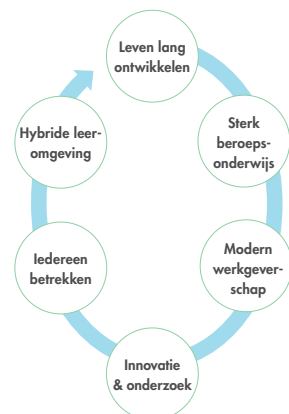 Leven lang
ontwikkelen
Sterk
beroeps-
onderwijs
Modern
werkgever-
schap
Innovatie
& onderzoek
Iedereen
betrekken
Hybride leer-
omgeving